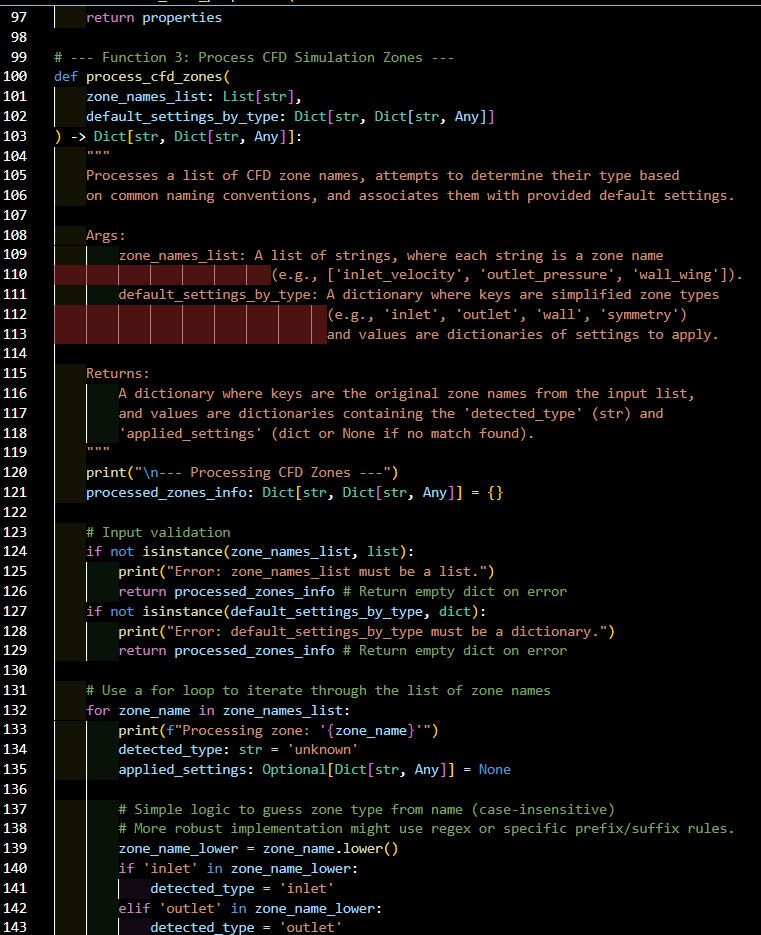 97 return properties
98
99 # --- Function 3: Process CFD Simulation Zones ---
100 def process_cfd_zones(
101 zone_names_list: List[str],
102 default_settings_by_type: Dict[str, Dict[str, Any]]
103 ) -> Dict[str, Dict[str, Any]]:
104 """
105 Processes a list of CFD zone names, attempts to determine their type based
106 on common naming conventions, and associates them with provided default settings.
107
108 Args:
109 zone_names_list: A list of strings, where each string is a zone name
110 (e.g., ['inlet_velocity', 'outlet_pressure', 'wall_wing']).
111 default_settings_by_type: A dictionary where keys are simplified zone types
112 (e.g., 'inlet', 'outlet', 'wall', 'symmetry')
113 and values are dictionaries of settings to apply.
114
115 Returns:
116 A dictionary where keys are the original zone names from the input list,
117 and values are dictionaries containing the 'detected_type' (str) and
118 'applied_settings' (dict or None if no match found).
119 """
120 print("\n--- Processing CFD Zones ---")
121 processed_zones_info: Dict[str, Dict[str, Any]] = {}
122
123 # Input validation
124 if not isinstance(zone_names_list, list):
125 print("Error: zone_names_list must be a list.")
126 return processed_zones_info # Return empty dict on error
127 if not isinstance(default_settings_by_type, dict):
128 print("Error: default_settings_by_type must be a dictionary.")
129 return processed_zones_info # Return empty dict on error
130
131 # Use a for loop to iterate through the list of zone names
132 for zone_name in zone_names_list:
133 print(f"Processing zone: '{zone_name}'")
134 detected_type: str = 'unknown'
135 applied_settings: Optional[Dict[str, Any]] = None
136
137 # Simple logic to guess zone type from name (case-insensitive)
138 # More robust implementation might use regex or specific prefix/suffix rules.
139 zone_name_lower = zone_name.lower()
140 if 'inlet' in zone_name_lower:
141 detected_type = 'inlet'
142 elif 'outlet' in zone_name_lower:
143 detected_type = 'outlet'